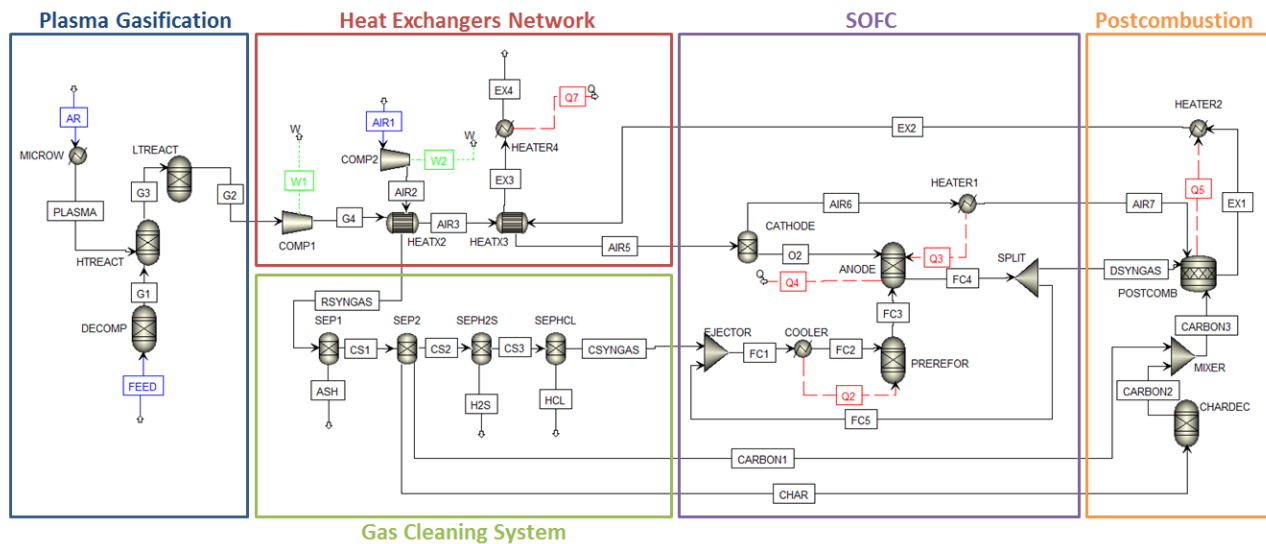 Plasma Gasification
Heat Exchangers Network
SOFC
Postcombustion
AR
MICROW
PLASMA
LTREACT
G3
G2
HTREACT
G1
DECOMP
FEED
W
W1
COMP1
G4
AIR1
COMP2
W2
W
AIR2
HEATX2
AIR3
EX4
Q7
Q
HEATER4
EX3
HEATX3
EX2
AIR5
RSYNGAS
SEP1
CS1
ASH
SEP2
CS2
SEPH2S
CS3
H2S
SEPHCL
CSYNGAS
HCL
CARBON1
CHAR
AIR6
HEATER1
AIR7
CATHODE
O2
ANODE
Q3
Q
Q4
FC4
SPLIT
DSYNGAS
FC3
EJECTOR
FC1
COOLER
FC2
PREREFOR
Q2
FC5
HEATER2
Q5
EX1
POSTCOMB
CARBON3
MIXER
CARBON2
CHARDEC
Gas Cleaning System